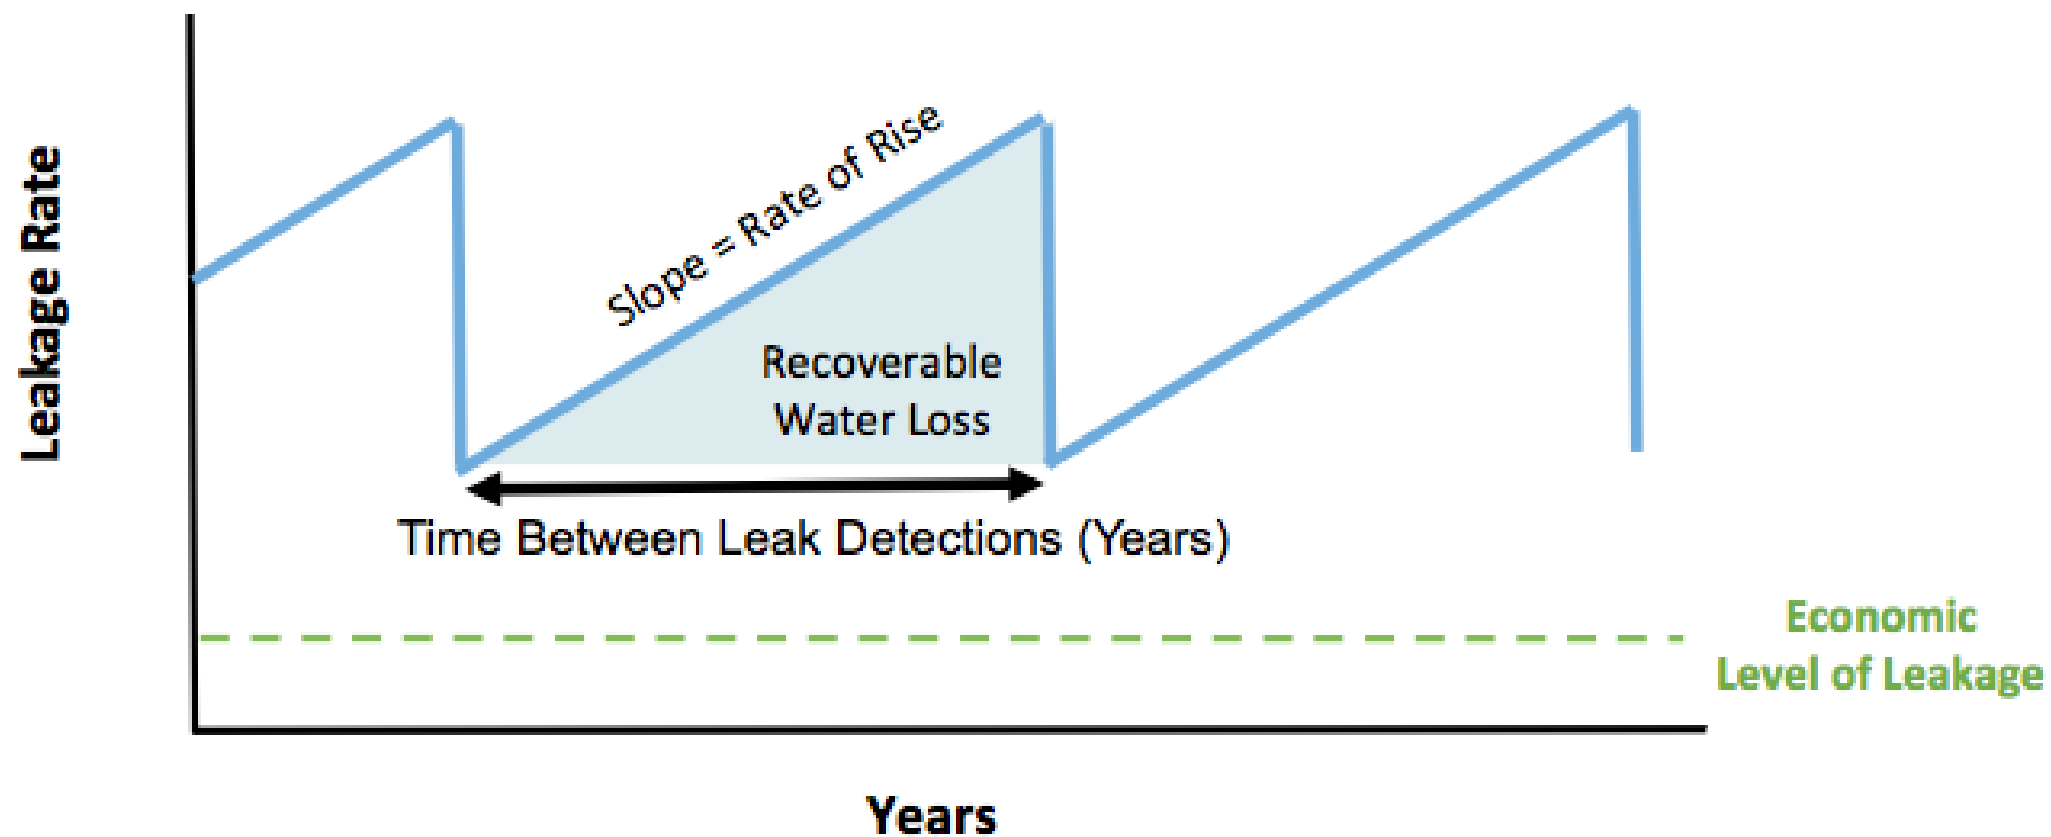 Leakage Rate
Slope = Rate of Rise
Recoverable
Water Loss
Time Between Leak Detections (Years)
Economic
Level of Leakage
Years